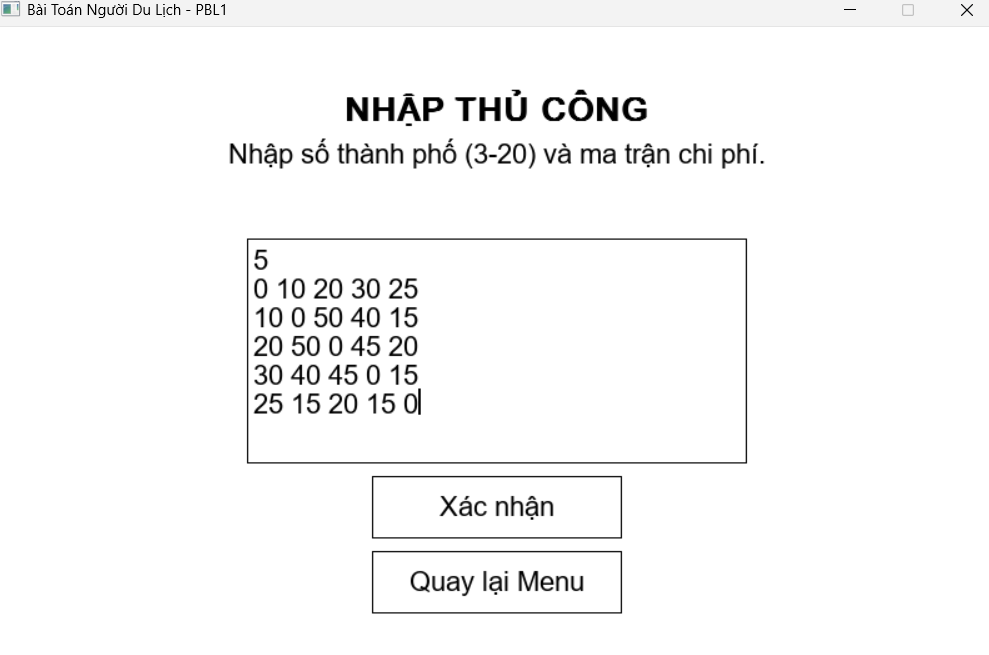 Bài Toán Người Du Lịch - PBL1
NHẬP THỦ CÔNG
Nhập số thành phố (3-20) và ma trận chi phí.
5
0 10 20 30 25
10 0 50 40 15
20 50 0 45 20
30 40 45 0 15
25 15 20 15 0
Xác nhận
Quay lại Menu